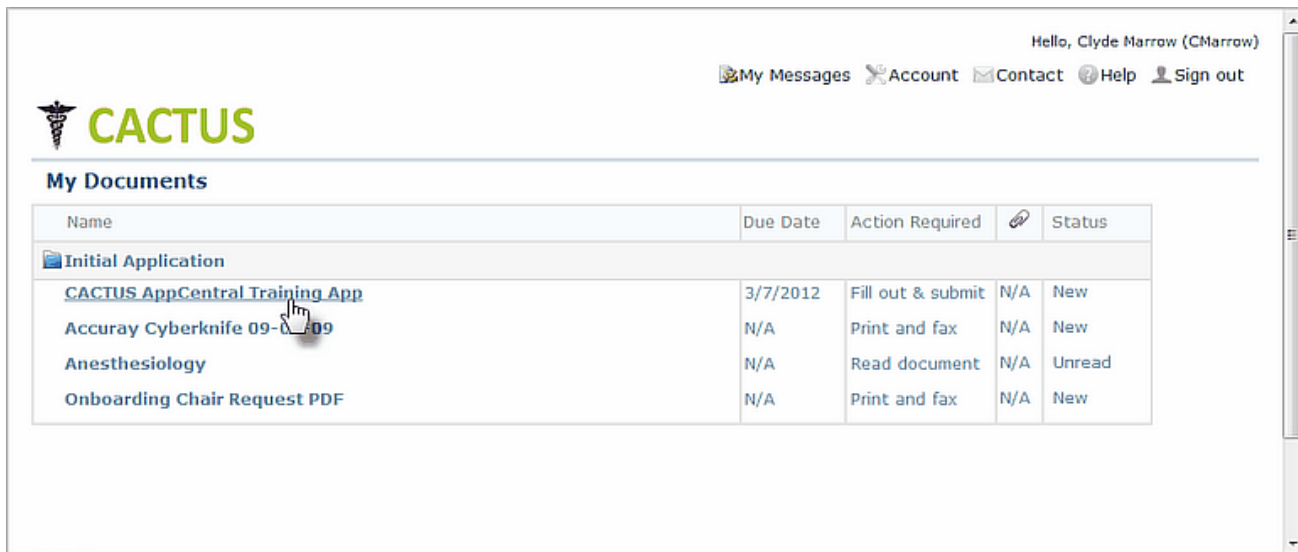 Hello, Clyde Marrow (CMarrow)
My Messages Account Contact Help Sign out
CACTUS
My Documents
Name Due Date Action Required Status
Initial Application
CACTUS AppCentral Training App 3/7/2012 Fill out & submit N/A New
Accuray Cyberknife N/A Print and fax N/A New
Anesthesiology N/A Read document N/A Unread
Onboarding Chair Request PDF N/A Print and fax N/A New